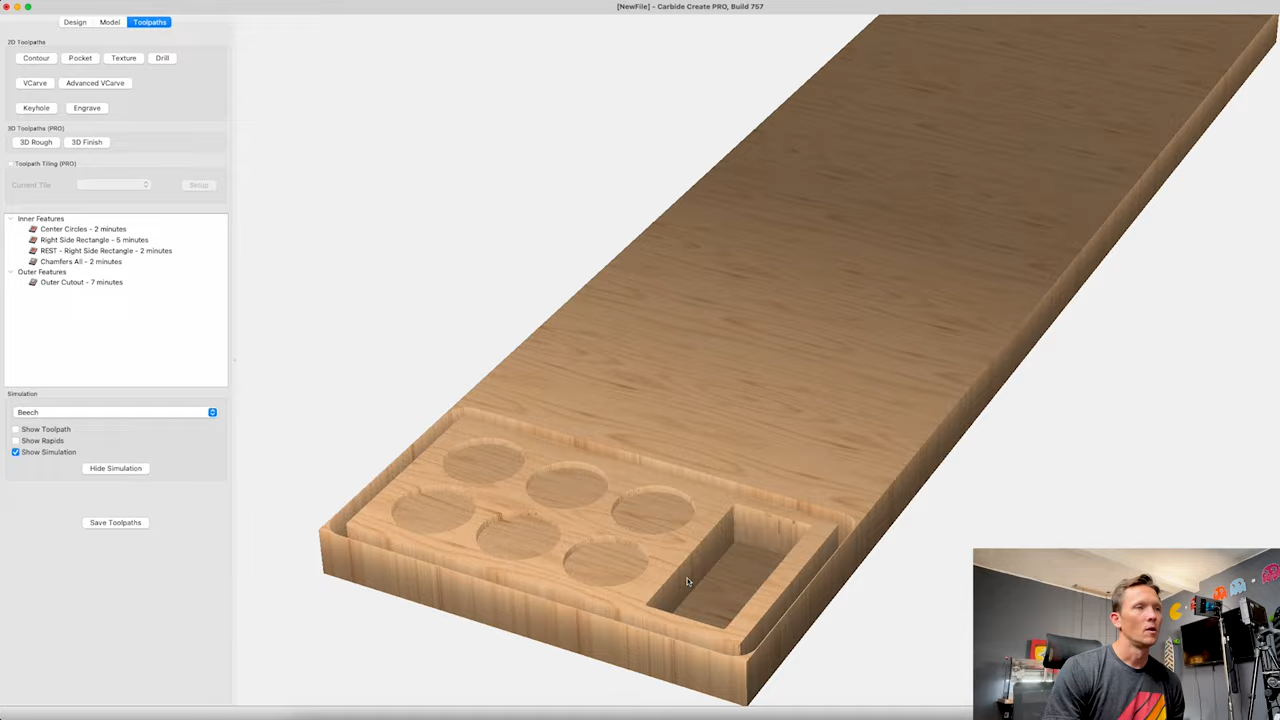 [NewFile] - Carbide Create PRO, Build 757
Design Model Toolpaths
2D Toolpaths
Contour Pocket Texture Drill
VCarve Advanced VCarve
Keyhole Engrave
3D Toolpaths (PRO)
3D Rough 3D Finish
Toolpath Tiling (PRO)
Current Tile Setup
Inner Features
Center Circles - 2 minutes
Right Side Rectangle - 5 minutes
REST - Right Side Rectangle - 2 minutes
Chamfers All - 2 minutes
Outer Features
Outer Cutout - 7 minutes
Simulation
Beech
Show Toolpath
Show Rapids
Show Simulation
Hide Simulation
Save Toolpaths